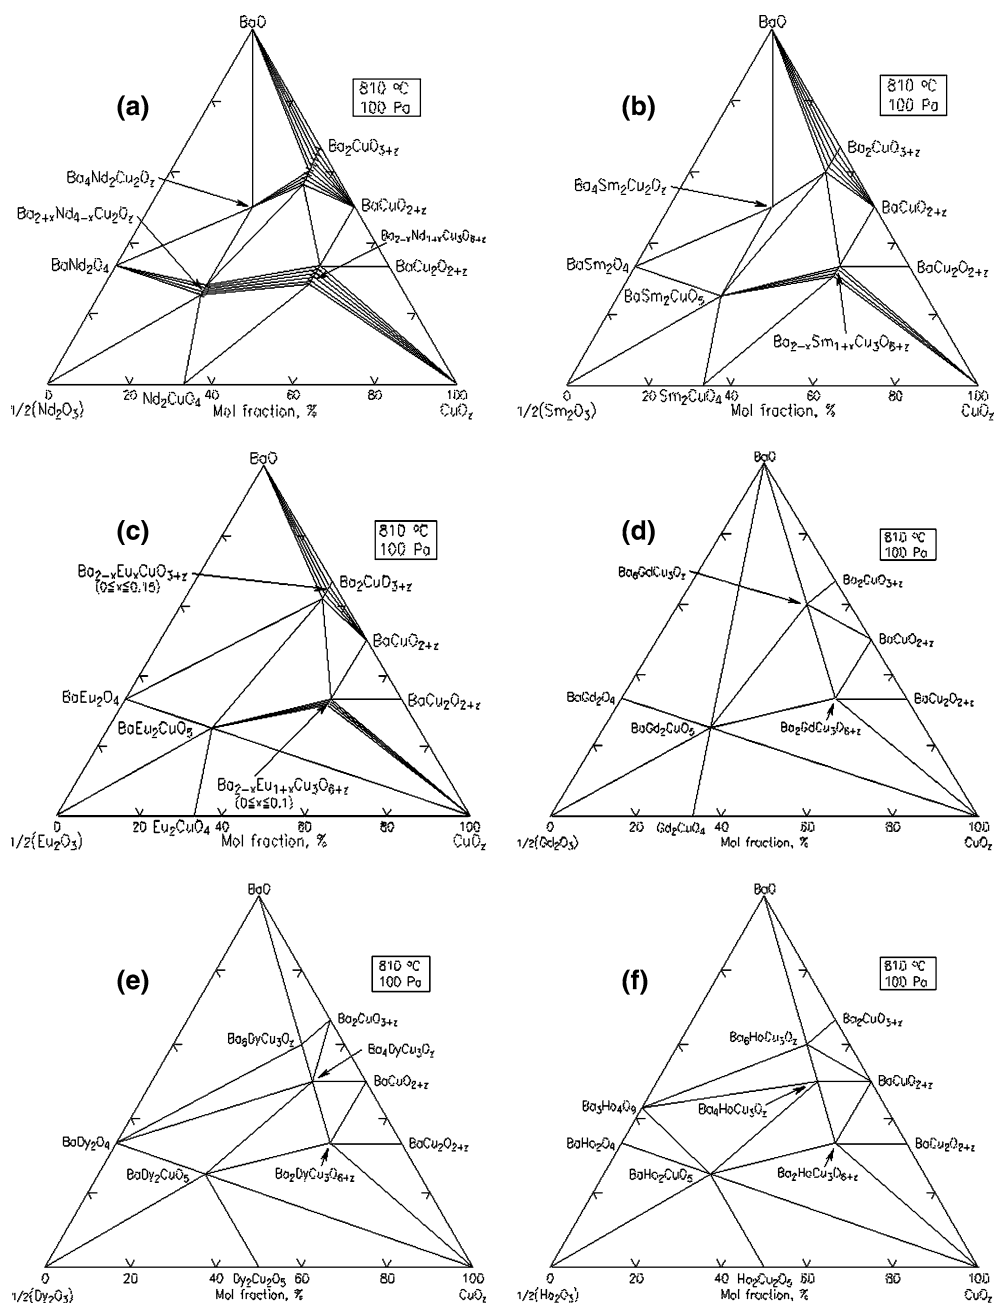 BaO
(a)
810 ºC
100 Pa
Ba2CuO3+z
Ba4Nd2Cu2Oz
BaCuO2+z
Ba2+xNd4-xCu2Oz
Ba2-xNd1+xCu3O6+z
BaNd2O4
BaCu2O2+z
0 20 40 60 80 100
Nd2CuO4
1/2(Nd2O3) Mol fraction, % CuOz
BaO
(b)
810 ºC
100 Pa
Ba2CuO3+z
Ba4Sm2Cu2Oz
BaCuO2+z
BaSm2O4
BaCu2O2+z
BaSm2CuO5
Ba2-xSm1+xCu3O6+z
0 20 40 60 80 100
Sm2CuO4
1/2(Sm2O3) Mol fraction, % CuOz
BaO
(c)
810 ºC
100 Pa
Ba2-xEuxCuO3+z
(0≦x≦0.15)
Ba2CuO3+z
BaCuO2+z
BaEu2O4
BaCu2O2+z
BaEu2CuO5
Ba2-xEu1+xCu3O6+z
(0≦x≦0.1)
0 20 40 60 80 100
Eu2CuO4
1/2(Eu2O3) Mol fraction, % CuOz
BaO
(d)
810 ºC
100 Pa
Ba6GdCu3Oz
Ba2CuO3+z
BaCuO2+z
BaGd2O4
BaCu2O2+z
BaGd2CuO5
Ba2GdCu3O6+z
0 20 40 60 80 100
Gd2CuO4
1/2(Gd2O3) Mol fraction, % CuOz
BaO
(e)
810 ºC
100 Pa
Ba2CuO3+z
Ba6DyCu3Oz
Ba4DyCu3Oz
BaCuO2+z
BaDy2O4
BaCu2O2+z
BaDy2CuO5
Ba2DyCu3O6+z
0 20 40 60 80 100
Dy2Cu2O5
1/2(Dy2O3) Mol fraction, % CuOz
BaO
(f)
810 ºC
100 Pa
Ba2CuO3+z
Ba6HoCu3Oz
BaCuO2+z
Ba3Ho4O9
Ba4HoCu3Oz
BaHo2O4
BaCu2O2+z
BaHo2CuO5
Ba2HoCu3O6+z
0 20 40 60 80 100
Ho2Cu2O5
1/2(Ho2O3) Mol fraction, % CuOz